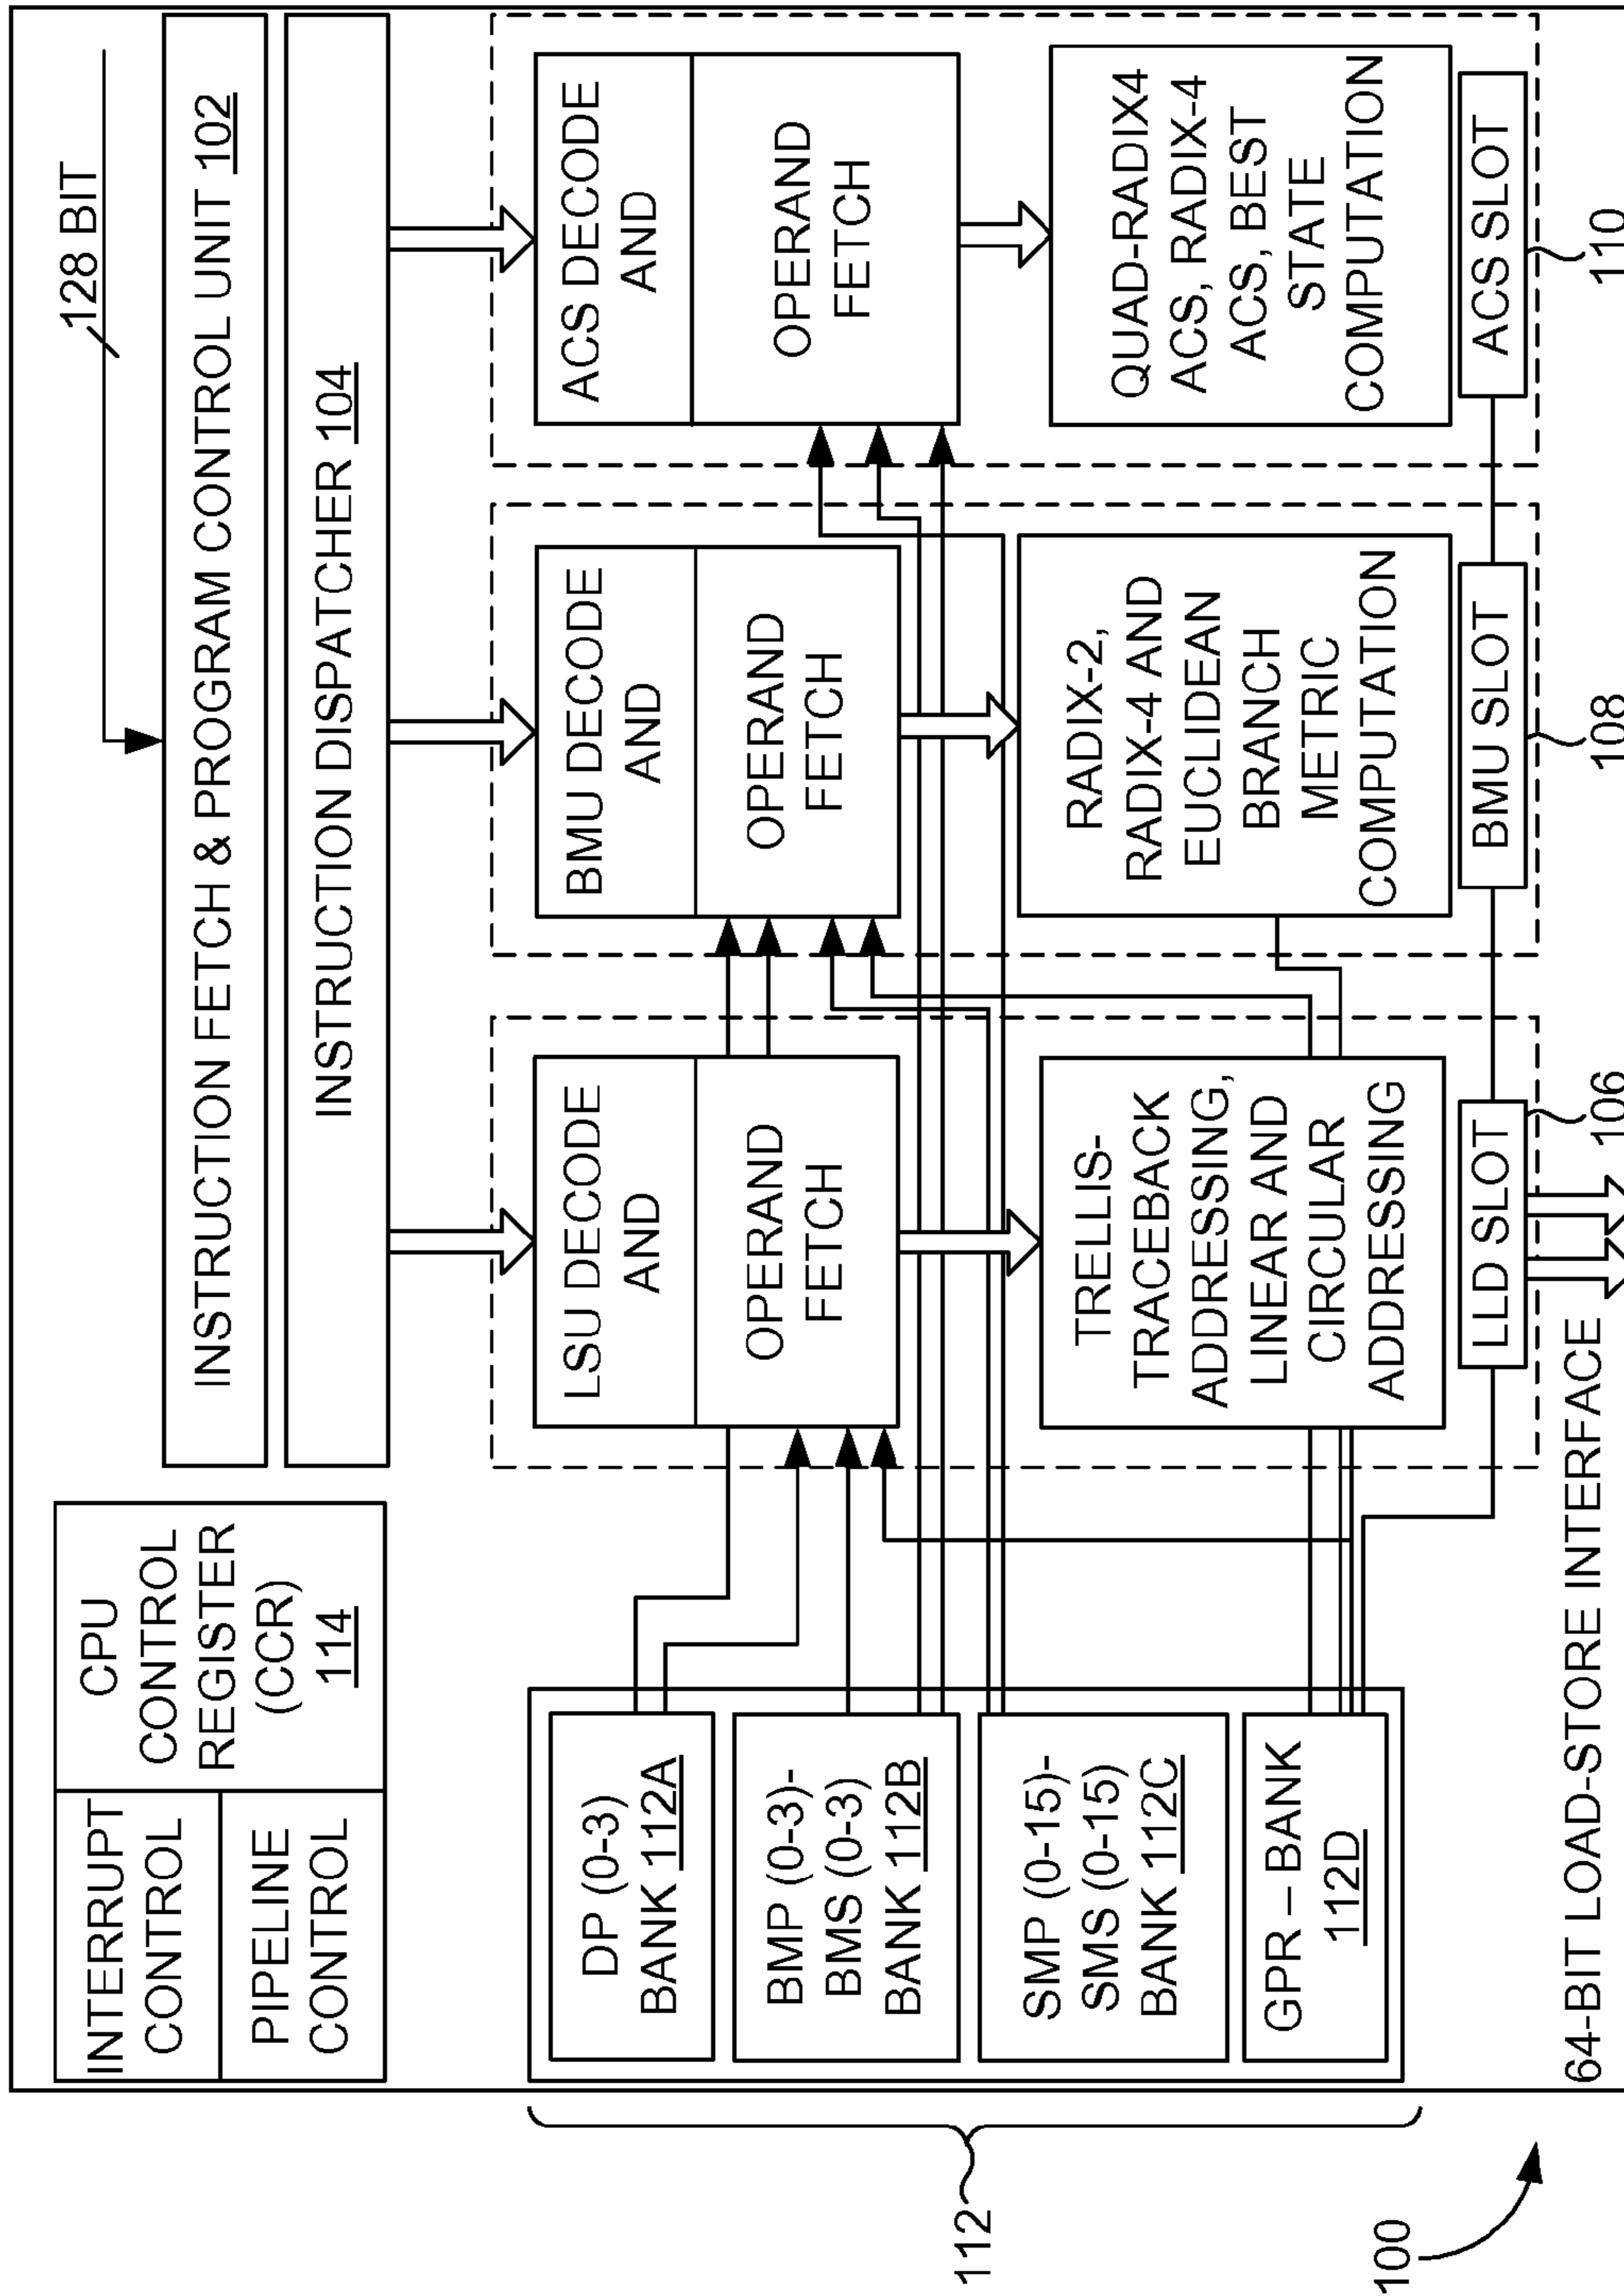 128 BIT
INTERRUPT
CONTROL
PIPELINE
CONTROL
CPU
CONTROL
REGISTER
(CCR)
114
INSTRUCTION FETCH & PROGRAM CONTROL UNIT 102
INSTRUCTION DISPATCHER 104
DP (0-3)
BANK 112A
BMP (0-3)-
BMS (0-3)
BANK 112B
SMP (0-15)-
SMS (0-15)
BANK 112C
GPR – BANK
112D
112
LSU DECODE
AND
OPERAND
FETCH
TRELLIS-
TRACEBACK
ADDRESSING,
LINEAR AND
CIRCULAR
ADDRESSING
LLD SLOT
106
BMU DECODE
AND
OPERAND
FETCH
RADIX-2,
RADIX-4 AND
EUCLIDEAN
BRANCH
METRIC
COMPUTATION
BMU SLOT
108
ACS DECODE
AND
OPERAND
FETCH
QUAD-RADIX4
ACS, RADIX-4
ACS, BEST
STATE
COMPUTATION
ACS SLOT
110
64-BIT LOAD-STORE INTERFACE
100